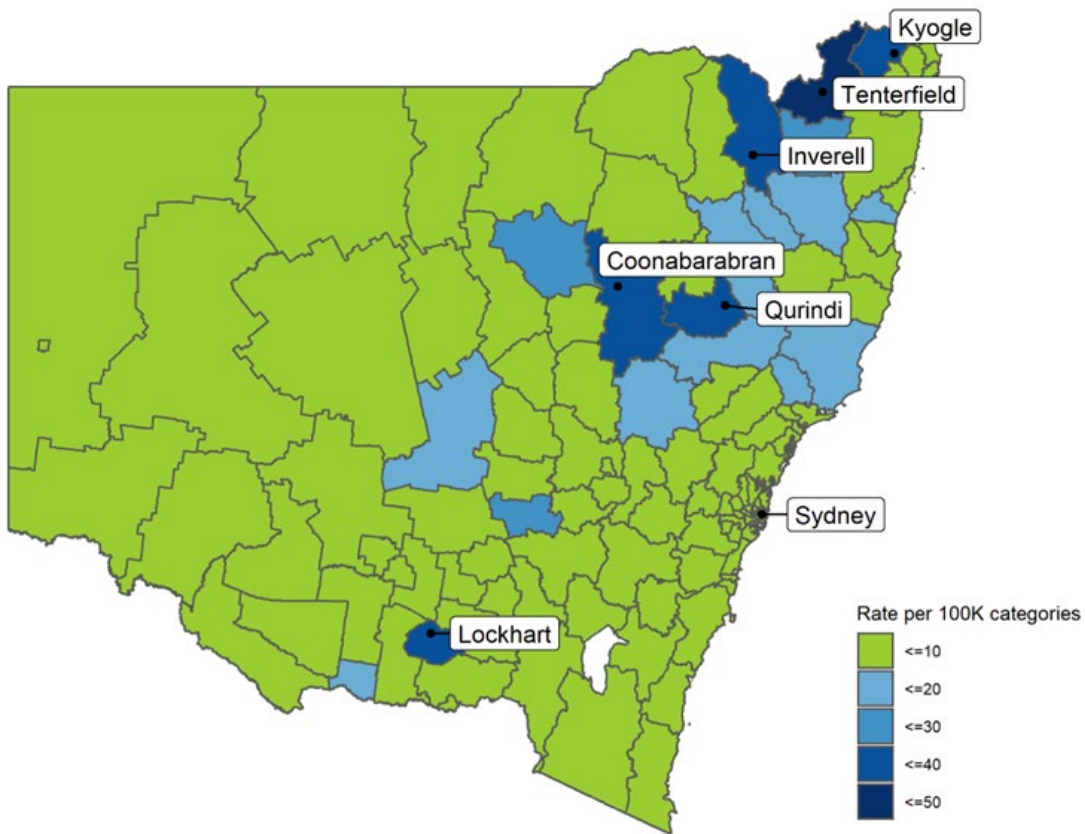 Kyogle
Tenterfield
Inverell
Coonabarabran
Qurindi
Sydney
Lockhart
Rate per 100K categories
<=10
<=20
<=30
<=40
<=50